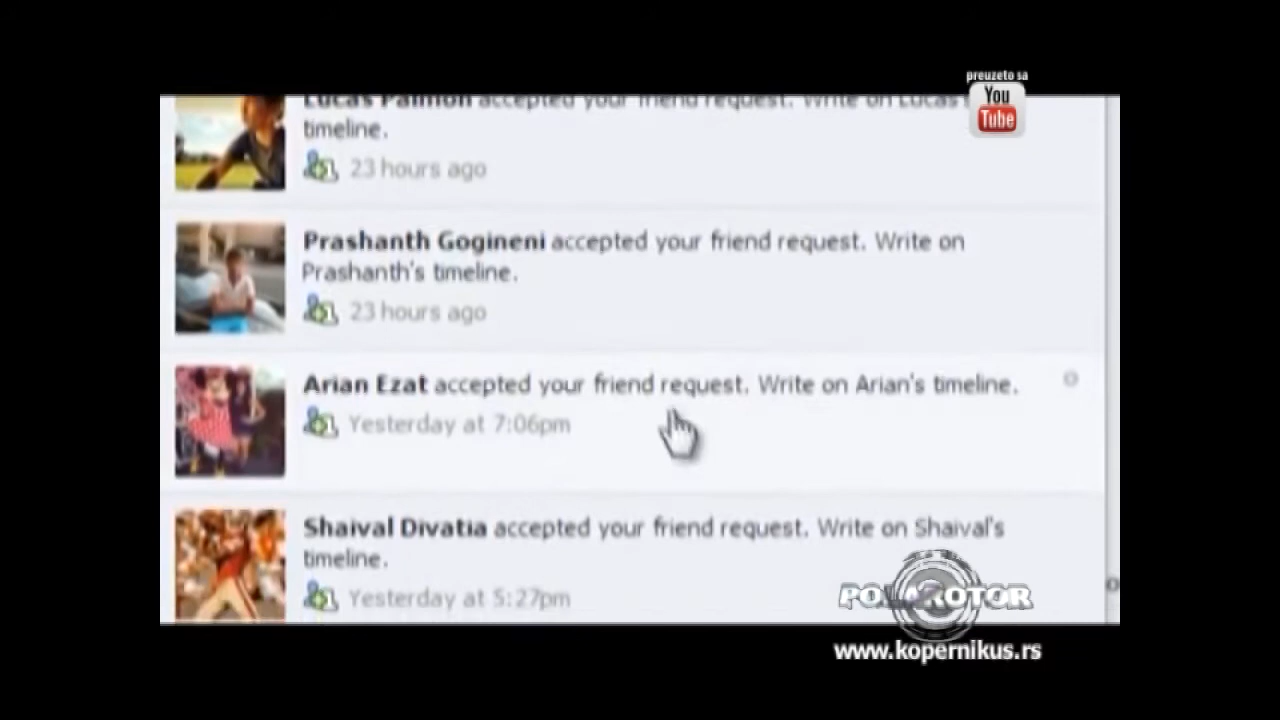 preuzeto sa
You
Tube
Lucas Palmon accepted your friend request. Write on Lucas
timeline.
23 hours ago
Prashanth Gogineni accepted your friend request. Write on
Prashanth's timeline.
23 hours ago
Arian Ezat accepted your friend request. Write on Arian's timeline.
Yesterday at 7:06pm
Shaival Divatia accepted your friend request. Write on Shaival's
timeline.
Yesterday at 5:27pm
www.kopernikus.rs